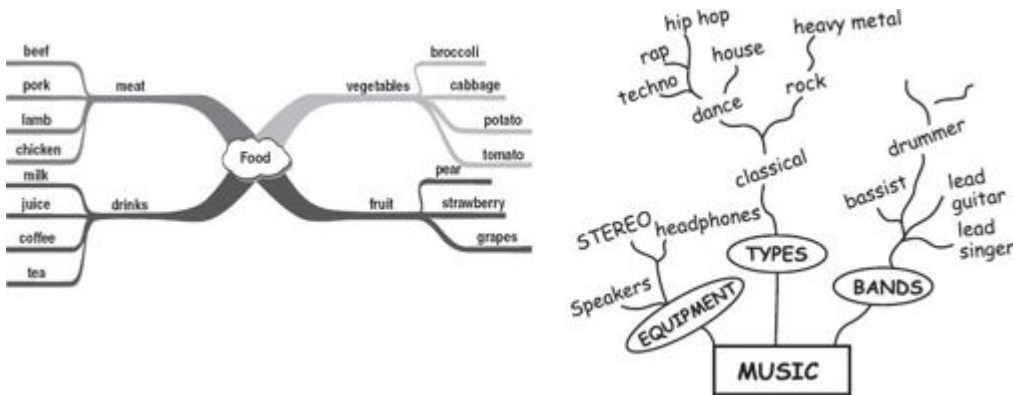 beef
pork
meat
lamb
chicken
milk
juice
drinks
coffee
tea
Food
broccoli
vegetables
cabbage
potato
tomato
pear
fruit
strawberry
grapes
hip hop
heavy metal
rap
house
techno
rock
dance
drummer
classical
bassist
lead
guitar
lead
singer
STEREO
headphones
TYPES
Speakers
EQUIPMENT
BANDS
MUSIC